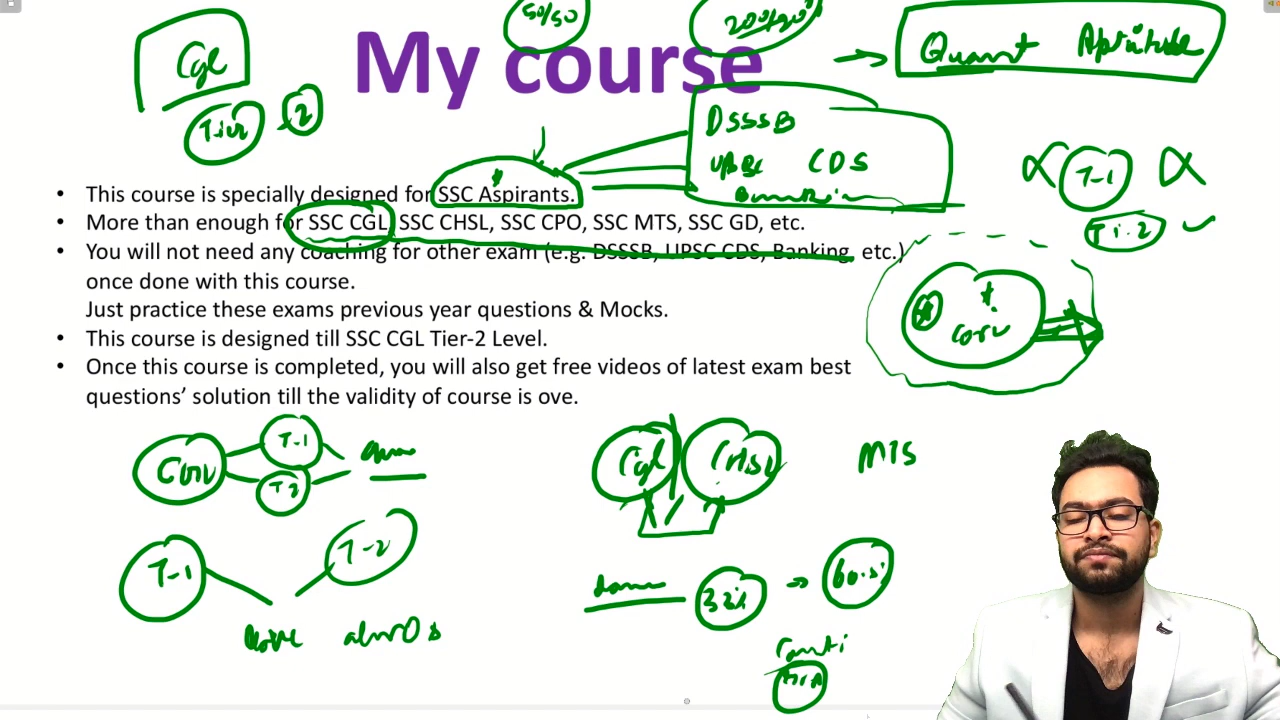 50/50
200/200
Cgl
My course
Quant Aptitude
Tier 2
DSSSB
UPSC CDS
T-1
• This course is specially designed for SSC Aspirants.
• More than enough for SSC CGL, SSC CHSL, SSC CPO, SSC MTS, SSC GD, etc.
Ti-2
• You will not need any coaching for other exam (e.g. DSSSB, UPSC CDS, Banking, etc.)
once done with this course.
Just practice these exams previous year questions & Mocks.
• This course is designed till SSC CGL Tier-2 Level.
• Once this course is completed, you will also get free videos of latest exam best
questions’ solution till the validity of course is ove.
T-1
Cgl CHSL MTS
T-1 T-2